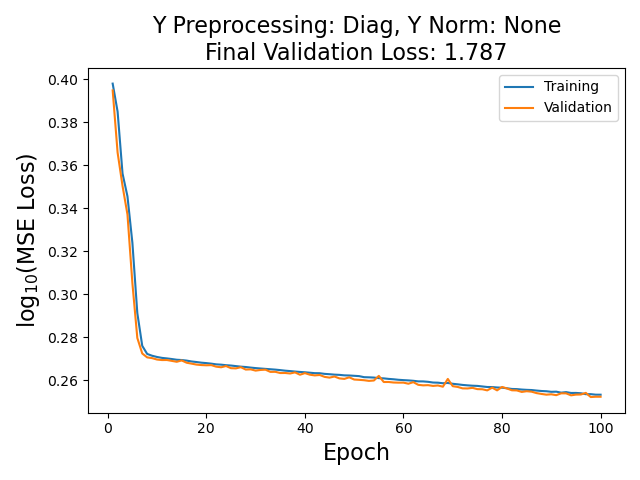 Y Preprocessing: Diag, Y Norm: None
Final Validation Loss: 1.787
Training
Validation
log₁₀(MSE Loss)
0.40
0.38
0.36
0.34
0.32
0.30
0.28
0.26
0 20 40 60 80 100
Epoch